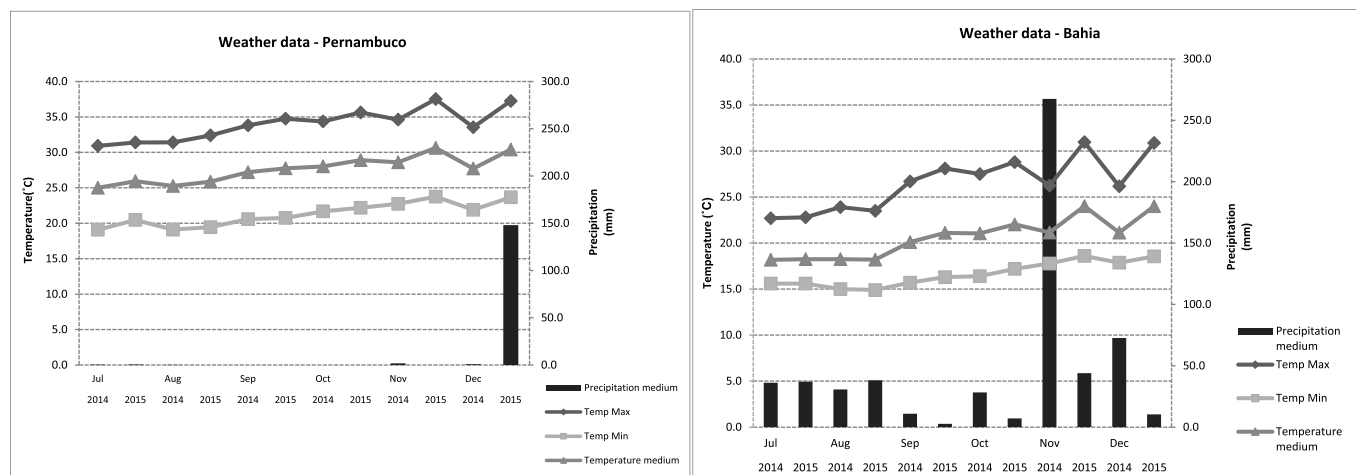 Weather data - Pernambuco
40.0
35.0
30.0
25.0
20.0
15.0
10.0
5.0
0.0
Temperature(˚C)
300.0
250.0
200.0
150.0
100.0
50.0
0.0
Precipitation
(mm)
Jul Aug Sep Oct Nov Dec
2014 2015 2014 2015 2014 2015 2014 2015 2014 2015 2014 2015
Precipitation medium
Temp Max
Temp Min
Temperature medium
Weather data - Bahia
40.0
35.0
30.0
25.0
20.0
15.0
10.0
5.0
0.0
Temperature (˚C)
300.0
250.0
200.0
150.0
100.0
50.0
0.0
Precipitation
(mm)
Jul Aug Sep Oct Nov Dec
2014 2015 2014 2015 2014 2015 2014 2015 2014 2015 2014 2015
Precipitation
medium
Temp Max
Temp Min
Temperature
medium